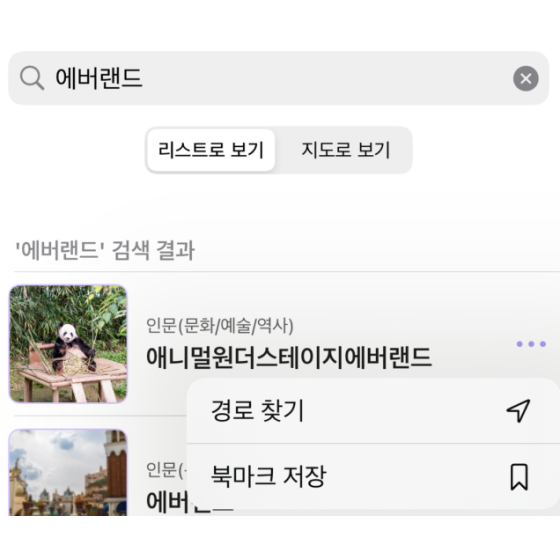 에버랜드
리스트로 보기
지도로 보기
'에버랜드' 검색 결과
인문(문화/예술/역사)
애니멀원더스테이지에버랜드
경로 찾기
북마크 저장
인문(
에버